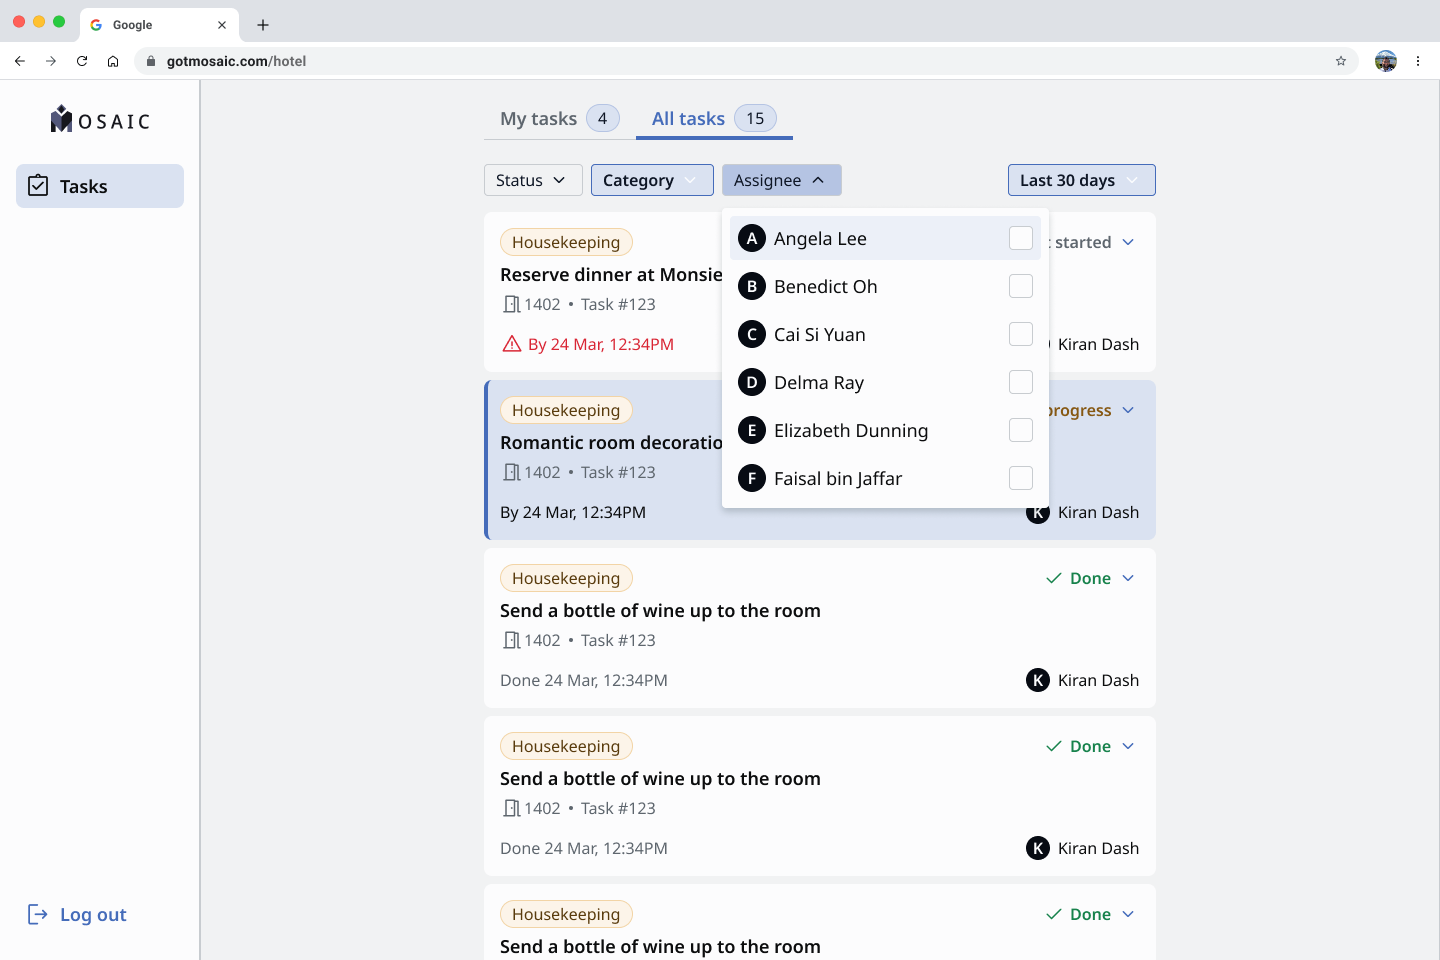 Google
gotmosaic.com/hotel
MOSAIC
Tasks
Log out
My tasks 4
All tasks 15
Status
Category
Assignee
Last 30 days
A Angela Lee
B Benedict Oh
C Cai Si Yuan
D Delma Ray
E Elizabeth Dunning
F Faisal bin Jaffar
Housekeeping
started
Reserve dinner at
1402 • Task #123
By 24 Mar, 12:34PM
Kiran Dash
Housekeeping
progress
Romantic room
1402 • Task #123
By 24 Mar, 12:34PM
K Kiran Dash
Housekeeping
Done
Send a bottle of wine up to the room
1402 • Task #123
Done 24 Mar, 12:34PM
K Kiran Dash
Housekeeping
Done
Send a bottle of wine up to the room
1402 • Task #123
Done 24 Mar, 12:34PM
K Kiran Dash
Housekeeping
Done
Send a bottle of wine up to the room